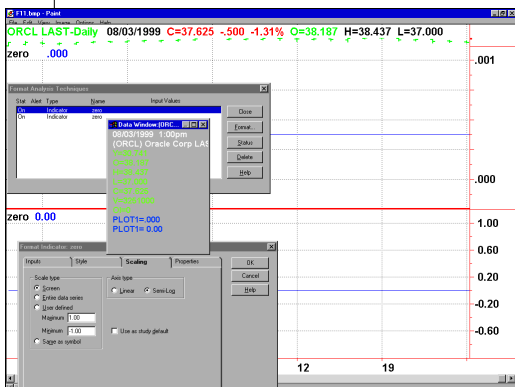 F11.bmp - Paint
File Edit View Image Options Help
ORCL LAST-Daily 08/03/1999 C=37.625 -.500 -1.31% O=38.187 H=38.437 L=37.000
zero .000
.001
Format Analysis Techniques
Stat Alert Type Name Input Values
On Indicator zero
On Indicator zero
Close
Format...
Status
Delete
Help
Data Window:(ORC...
08/03/1999 1:00pm
(ORCL) Oracle Corp LAS
PLOT1=.000
PLOT1= 0.00
.000
zero 0.00
1.00
0.60
0.20
-0.20
-0.60
Format Indicator: zero
Inputs Style Scaling Properties
OK
Cancel
Help
Scale type
Screen
Entire data series
User defined
Maximum 1.00
Minimum -1.00
Same as symbol
Axis type
Linear Semi-Log
Use as study default
12 19